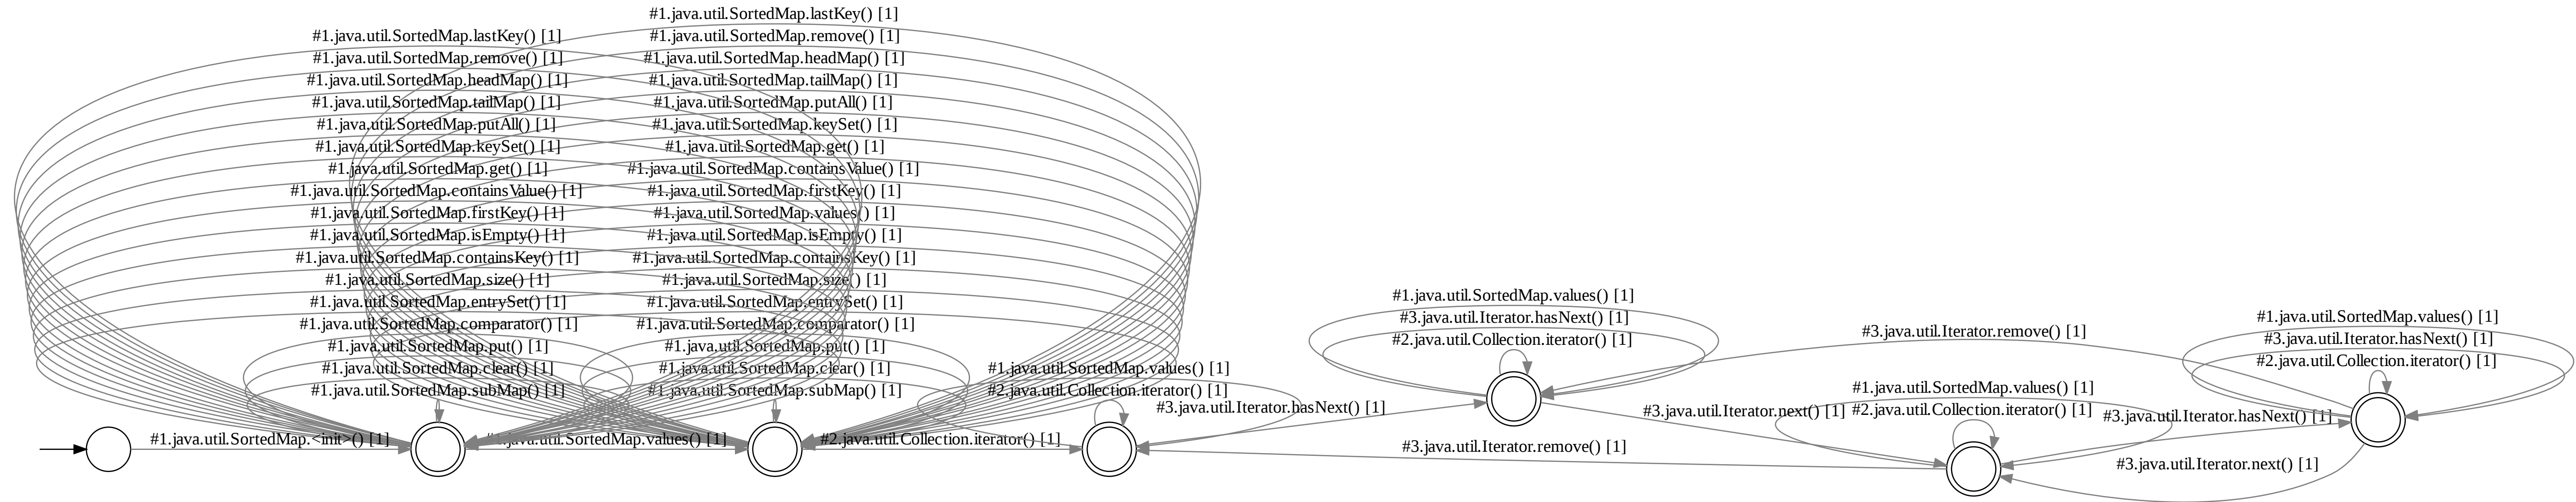 #1.java.util.SortedMap.lastKey() [1]
#1.java.util.SortedMap.remove() [1]
#1.java.util.SortedMap.headMap() [1]
#1.java.util.SortedMap.tailMap() [1]
#1.java.util.SortedMap.putAll() [1]
#1.java.util.SortedMap.keySet() [1]
#1.java.util.SortedMap.get() [1]
#1.java.util.SortedMap.containsValue() [1]
#1.java.util.SortedMap.firstKey() [1]
#1.java.util.SortedMap.isEmpty() [1]
#1.java.util.SortedMap.containsKey() [1]
#1.java.util.SortedMap.size() [1]
#1.java.util.SortedMap.entrySet() [1]
#1.java.util.SortedMap.comparator() [1]
#1.java.util.SortedMap.put() [1]
#1.java.util.SortedMap.clear() [1]
#1.java.util.SortedMap.subMap() [1]
#1.java.util.SortedMap.<init>() [1]
#1.java.util.SortedMap.lastKey() [1]
#1.java.util.SortedMap.remove() [1]
#1.java.util.SortedMap.headMap() [1]
#1.java.util.SortedMap.tailMap() [1]
#1.java.util.SortedMap.putAll() [1]
#1.java.util.SortedMap.keySet() [1]
#1.java.util.SortedMap.get() [1]
#1.java.util.SortedMap.containsValue() [1]
#1.java.util.SortedMap.firstKey() [1]
#1.java.util.SortedMap.values() [1]
#1.java.util.SortedMap.isEmpty() [1]
#1.java.util.SortedMap.containsKey() [1]
#1.java.util.SortedMap.size() [1]
#1.java.util.SortedMap.entrySet() [1]
#1.java.util.SortedMap.comparator() [1]
#1.java.util.SortedMap.put() [1]
#1.java.util.SortedMap.clear() [1]
#1.java.util.SortedMap.subMap() [1]
#1.java.util.SortedMap.values() [1]
#2.java.util.Collection.iterator() [1]
#1.java.util.SortedMap.values() [1]
#2.java.util.Collection.iterator() [1]
#3.java.util.Iterator.hasNext() [1]
#1.java.util.SortedMap.values() [1]
#3.java.util.Iterator.hasNext() [1]
#2.java.util.Collection.iterator() [1]
#3.java.util.Iterator.next() [1]
#3.java.util.Iterator.remove() [1]
#3.java.util.Iterator.remove() [1]
#1.java.util.SortedMap.values() [1]
#2.java.util.Collection.iterator() [1]
#3.java.util.Iterator.hasNext() [1]
#3.java.util.Iterator.next() [1]
#1.java.util.SortedMap.values() [1]
#3.java.util.Iterator.hasNext() [1]
#2.java.util.Collection.iterator() [1]